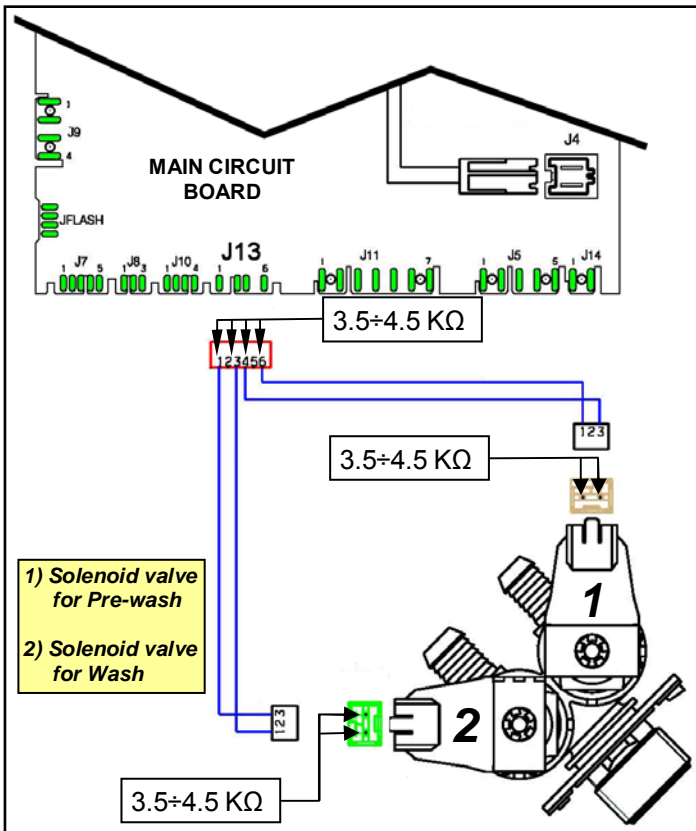 MAIN CIRCUIT
BOARD
J4
1
J9
4
JFLASH
J7
1 5
J8
1 3
J10
1 4
J13
1 6
J11
1 7
J5
1 5
J14
1
3.5÷4.5 KΩ
123456
123
3.5÷4.5 KΩ
1) Solenoid valve
for Pre-wash
2) Solenoid valve
for Wash
1
2
123
3.5÷4.5 KΩ